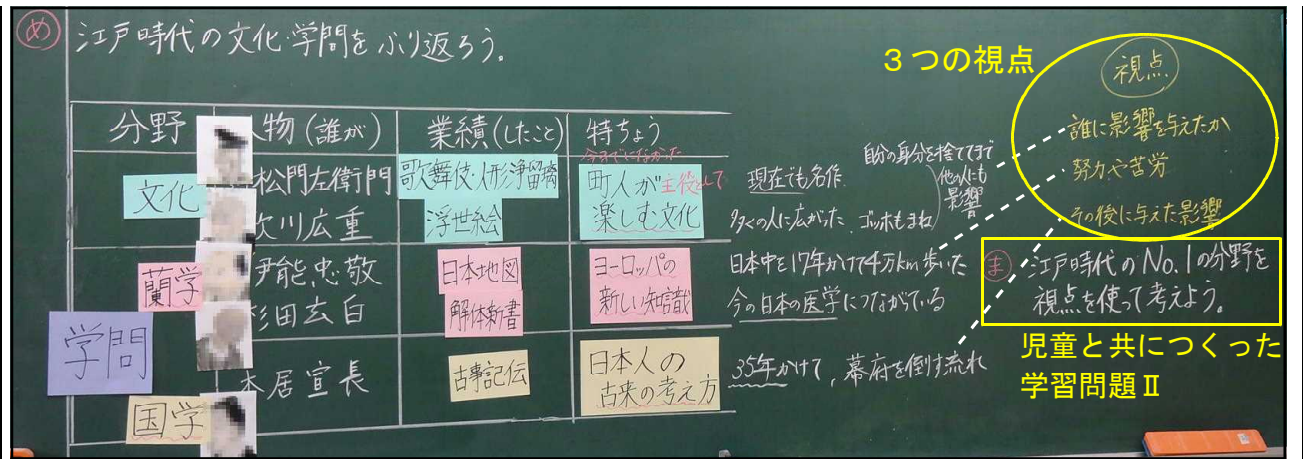 め 江戸時代の文化・学問をふり返ろう。
分野 人物(誰が) 業績(したこと) 特ちょう
今までになかった
文化
松門左衛門 歌舞伎・人形浄留璃 町人が主役として
川広重 浮世絵 楽しむ文化
現在でも名作
多くの人に広がった ゴッホもまね
自分の身分を捨ててまで
他の人にも
影響
学問
蘭学
伊能忠敬 日本地図 ヨーロッパの
杉田玄白 解体新書 新しい知識
日本中を17年かけて4万km歩いた
今の日本の医学につながている
国学
本居宣長 古事記伝 日本人の
古来の考え方
35年かけて、幕府を倒す流れ
3つの視点
視点
誰に影響を与えたか
努力や苦労
その後に与えた影響
ま 江戸時代のNo.1の分野を
視点を使って考えよう。
児童と共につくった
学習問題Ⅱ